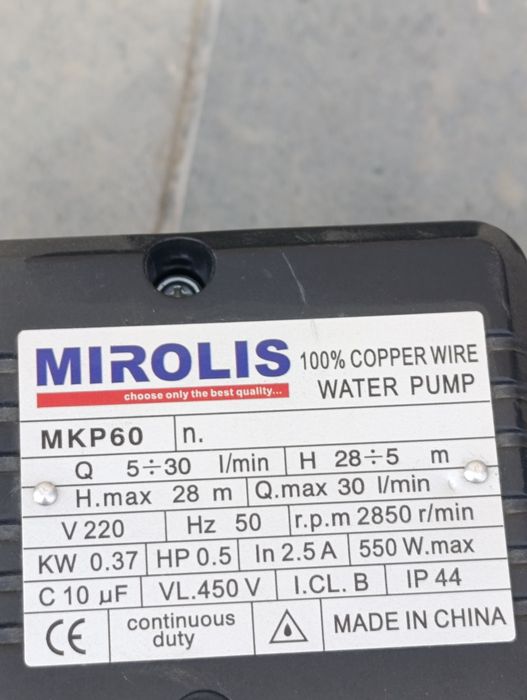 MIROLIS 100% COPPER WIRE
choose only the best quality... WATER PUMP
MKP60 n.
Q 5÷30 l/min H 28÷5 m
H.max 28 m Q.max 30 l/min
V 220 Hz 50 r.p.m 2850 r/min
KW 0.37 HP 0.5 In 2.5 A 550 W.max
C 10 µF VL.450 V I.CL. B IP 44
CE continuous duty MADE IN CHINA